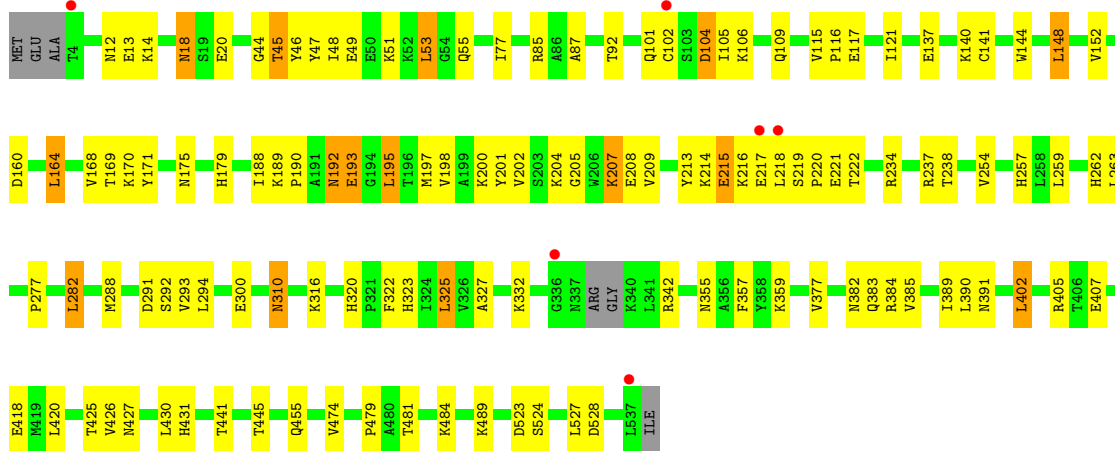 MET GLU ALA T4 N12 E13 K14 N18 S19 E20 G44 T45 Y46 Y47 I48 E49 E50 K51 K52 L53 G54 Q55 I77 R85 A86 A87 T92 Q101 C102 S103 D104 I105 K106 Q109 V115 P116 E117 I121 E137 K140 C141 W144 L148 V152
D160 L164 V168 T169 K170 Y171 N175 H179 I188 K189 P190 A191 N192 E193 G194 L195 T196 M197 V198 A199 K200 Y201 V202 S203 K204 G205 W206 K207 E208 V209 Y213 K214 E215 K216 E217 L218 S219 P220 E221 T222 R234 R237 T238 V254 H257 L258 L259 H262 L263
P277 L282 M288 D291 S292 V293 L294 E300 N310 K316 H320 P321 F322 H323 I324 L325 V326 A327 K332 G336 N337 ARG GLY K340 L341 R342 N355 A356 F357 Y358 K359 V377 N382 Q383 R384 V385 I389 L390 N391 L402 R405 T406 E407
E418 M419 L420 T425 V426 N427 L430 H431 T441 T445 Q455 V474 P479 A480 T481 K484 K489 D523 S524 L527 D528 L537 ILE